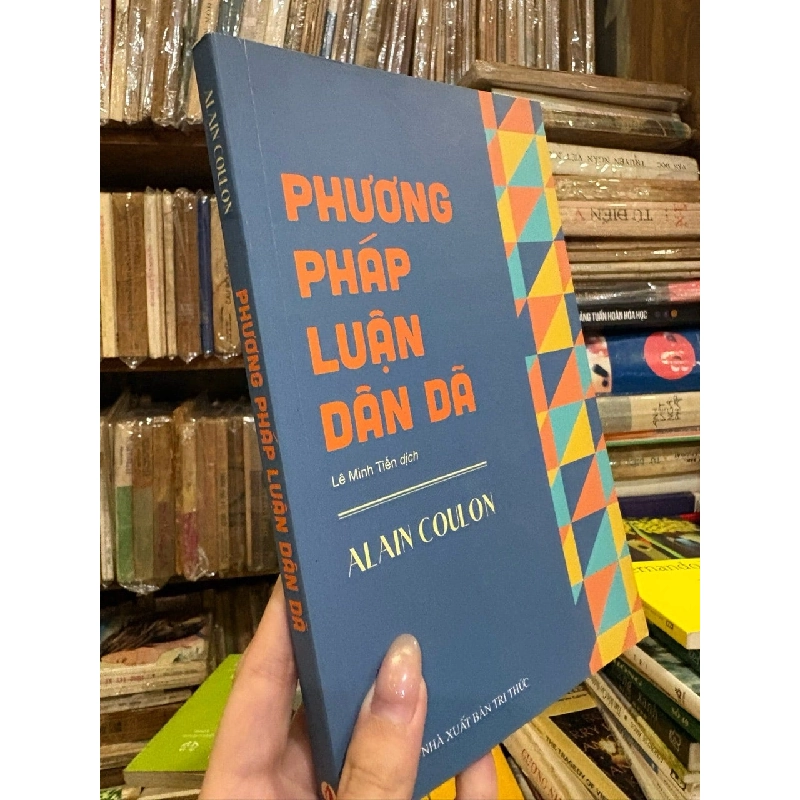 ALAIN COULON
PHƯƠNG PHÁP LUẬN DÂN DÃ
PHƯƠNG
PHÁP
LUẬN
DÂN DÃ
Lê Minh Tiến dịch
ALAIN COULON
NHÀ XUẤT BẢN TRI THỨC
TỪ ĐIỂN V